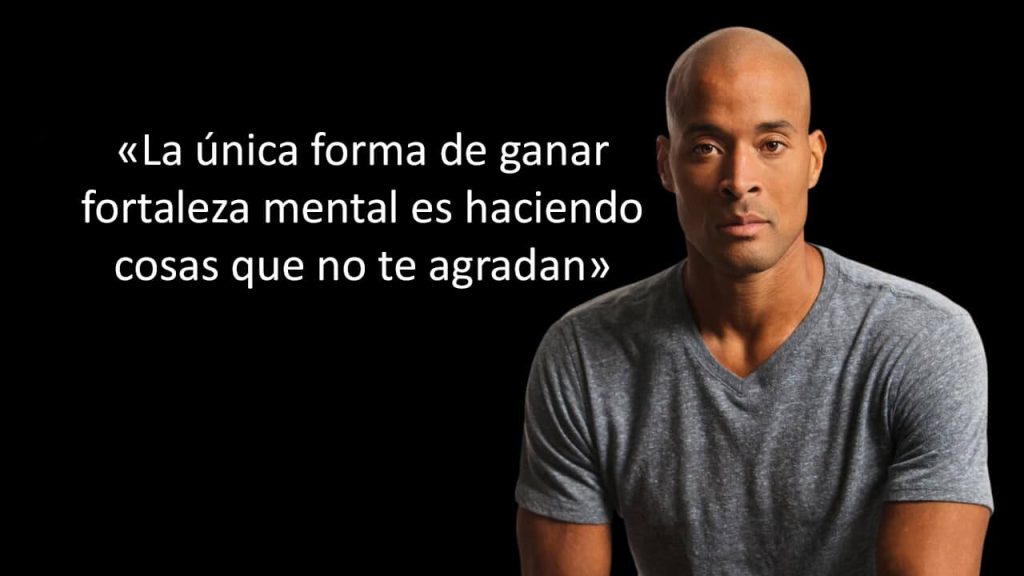 «La única forma de ganar
fortaleza mental es haciendo
cosas que no te agradan»